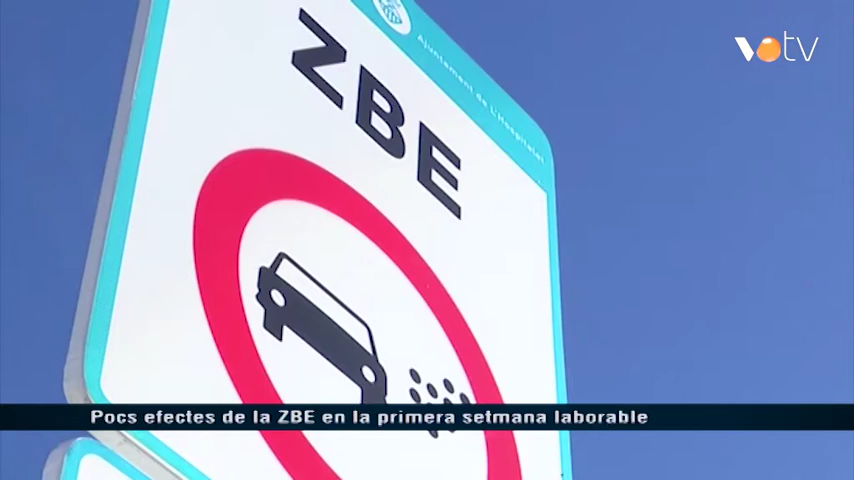 votv
Ajuntament de L'Hospitalet
ZBE
Pocs efectes de la ZBE en la primera setmana laborable